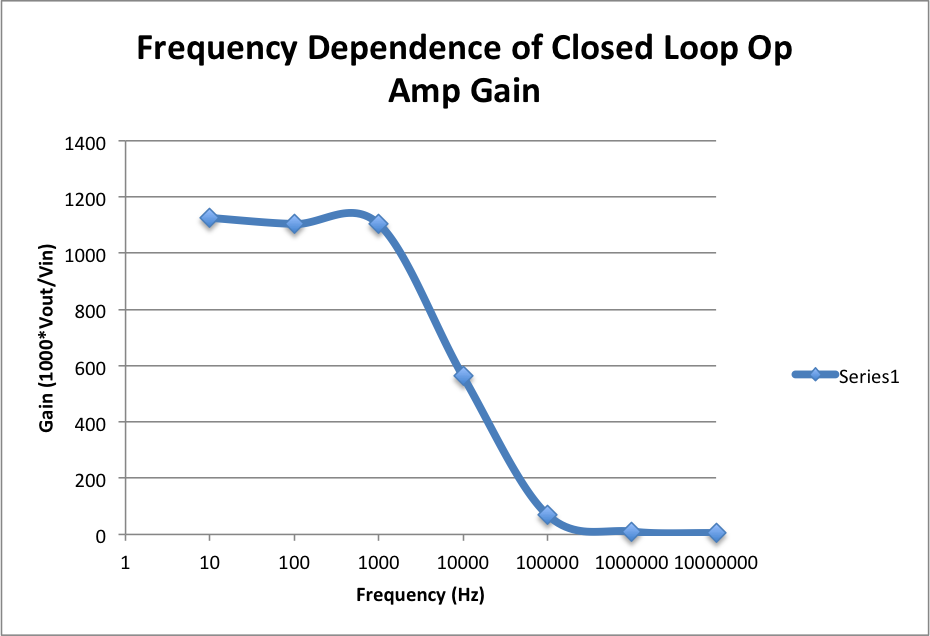 Frequency Dependence of Closed Loop Op
Amp Gain
1400
1200
1000
800
600
400
200
0
Gain (1000*Vout/Vin)
1 10 100 1000 10000 100000 1000000 10000000
Frequency (Hz)
Series1